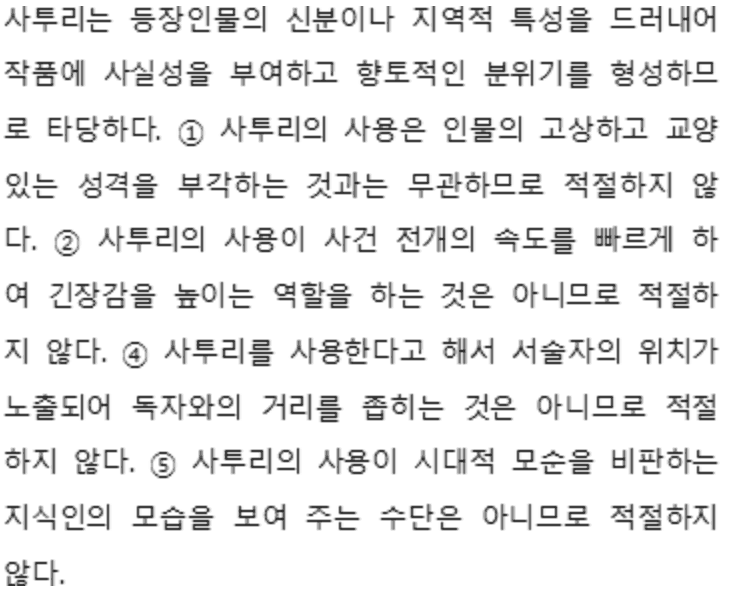 사투리는 등장인물의 신분이나 지역적 특성을 드러내어
작품에 사실성을 부여하고 향토적인 분위기를 형성하므
로 타당하다. ① 사투리의 사용은 인물의 고상하고 교양
있는 성격을 부각하는 것과는 무관하므로 적절하지 않
다. ② 사투리의 사용이 사건 전개의 속도를 빠르게 하
여 긴장감을 높이는 역할을 하는 것은 아니므로 적절하
지 않다. ④ 사투리를 사용한다고 해서 서술자의 위치가
노출되어 독자와의 거리를 좁히는 것은 아니므로 적절
하지 않다. ⑤ 사투리의 사용이 시대적 모순을 비판하는
지식인의 모습을 보여 주는 수단은 아니므로 적절하지
않다.